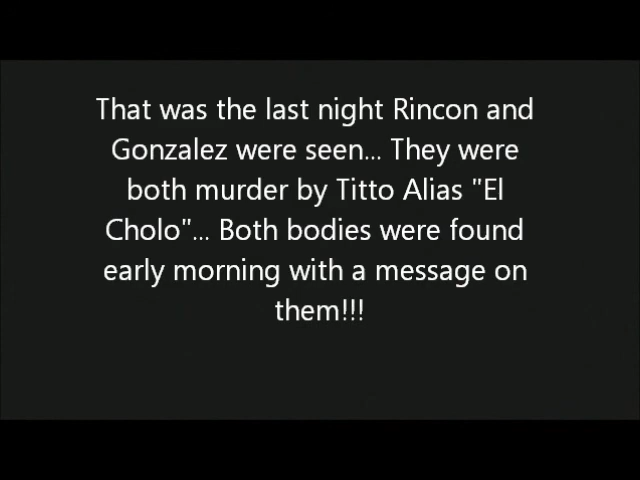 That was the last night Rincon and
Gonzalez were seen... They were
both murder by Titto Alias "El
Cholo"... Both bodies were found
early morning with a message on
them!!!